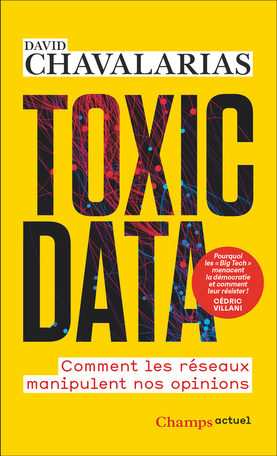 DAVID
CHAVALARIAS
TOXIC
DATA
Pourquoi
les « Big Tech »
menacent
la démocratie
et comment
leur résister !
CÉDRIC
VILLANI
Comment les réseaux
manipulent nos opinions
Champs actuel